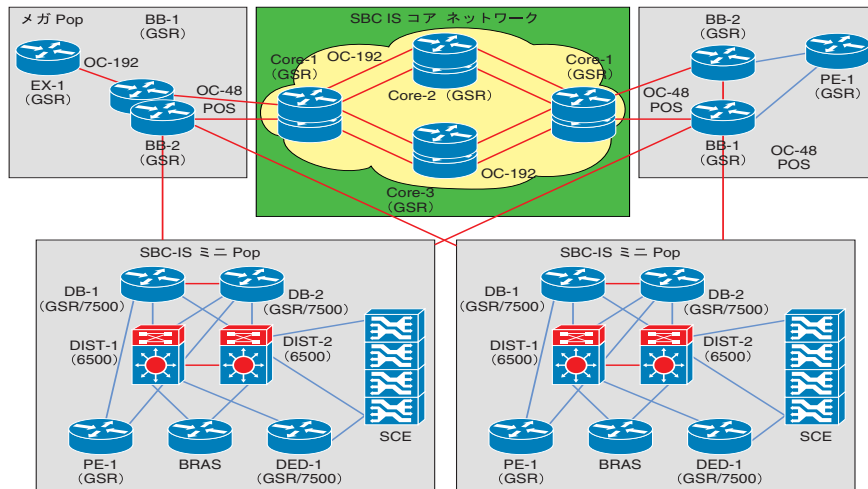 メガ Pop
BB-1
(GSR)
OC-192
EX-1
(GSR)
OC-48
POS
BB-2
(GSR)
SBC IS コア ネットワーク
Core-1
(GSR)
OC-192
Core-2（GSR）
Core-1
(GSR)
OC-192
Core-3
(GSR)
BB-2
(GSR)
PE-1
(GSR)
OC-48
POS
BB-1
(GSR)
OC-48
POS
SBC-IS ミニ Pop
DB-1
(GSR/7500)
DB-2
(GSR/7500)
DIST-1
(6500)
DIST-2
(6500)
SCE
PE-1
(GSR)
BRAS
DED-1
(GSR/7500)
SBC-IS ミニ Pop
DB-1
(GSR/7500)
DB-2
(GSR/7500)
DIST-1
(6500)
DIST-2
(6500)
SCE
PE-1
(GSR)
BRAS
DED-1
(GSR/7500)